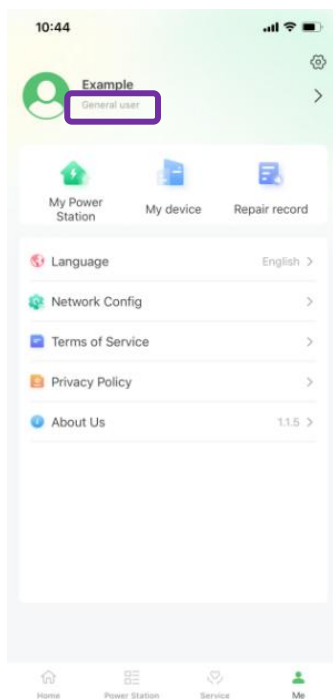 10:44
Example
General user
My Power
Station
My device
Repair record
Language
English
Network Config
Terms of Service
Privacy Policy
About Us
1.1.5
Home
Power Station
Service
Me